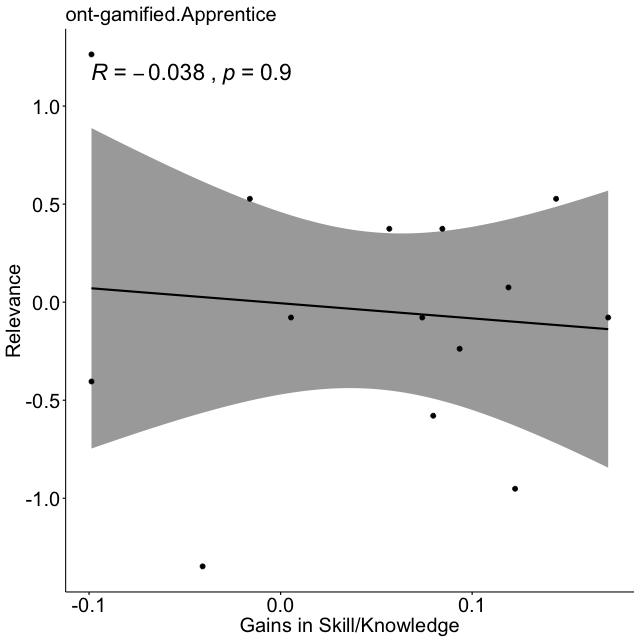 ont-gamified.Apprentice
R = −0.038 , p = 0.9
1.0
0.5
0.0
-0.5
-1.0
Relevance
-0.1
0.0
0.1
Gains in Skill/Knowledge